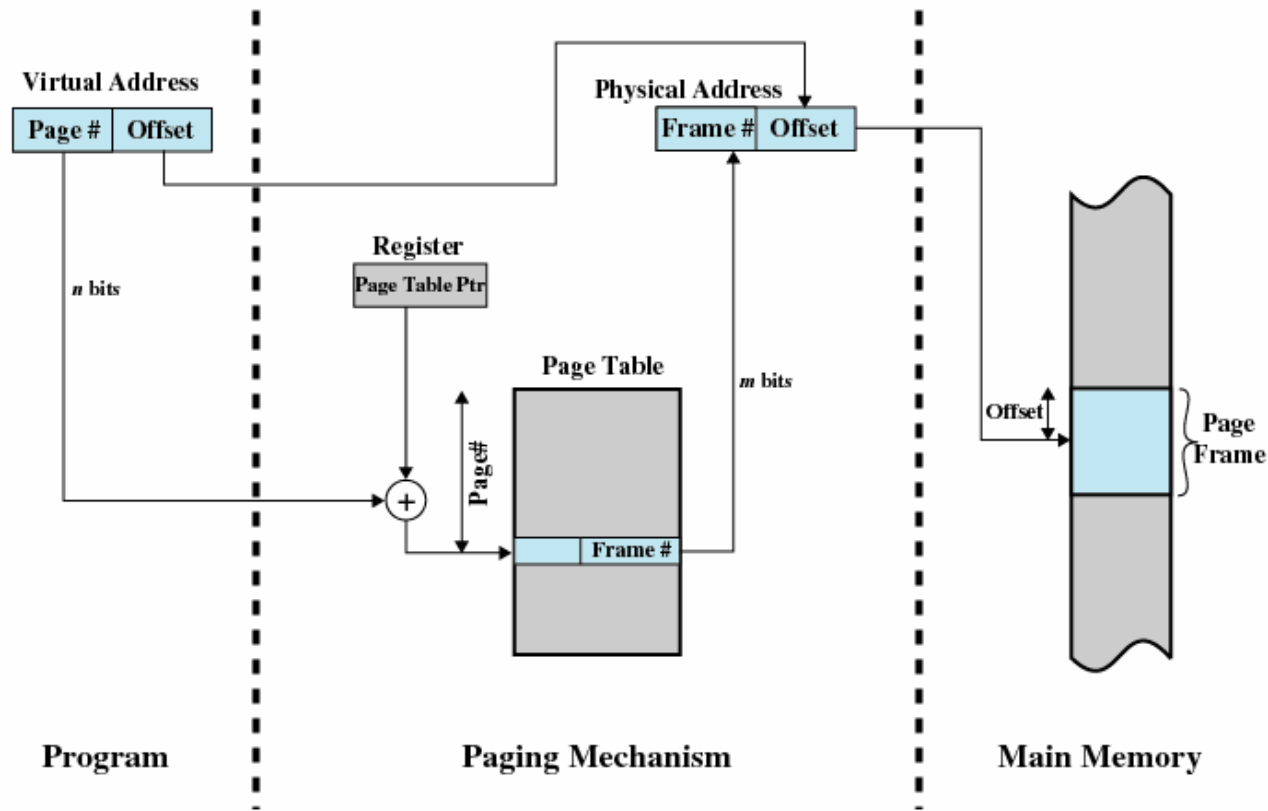 Virtual Address
Page #
Offset
Physical Address
Frame #
Offset
Register
Page Table Ptr
n bits
Page Table
m bits
Page#
Frame #
Offset
Page
Frame
Program
Paging Mechanism
Main Memory
+